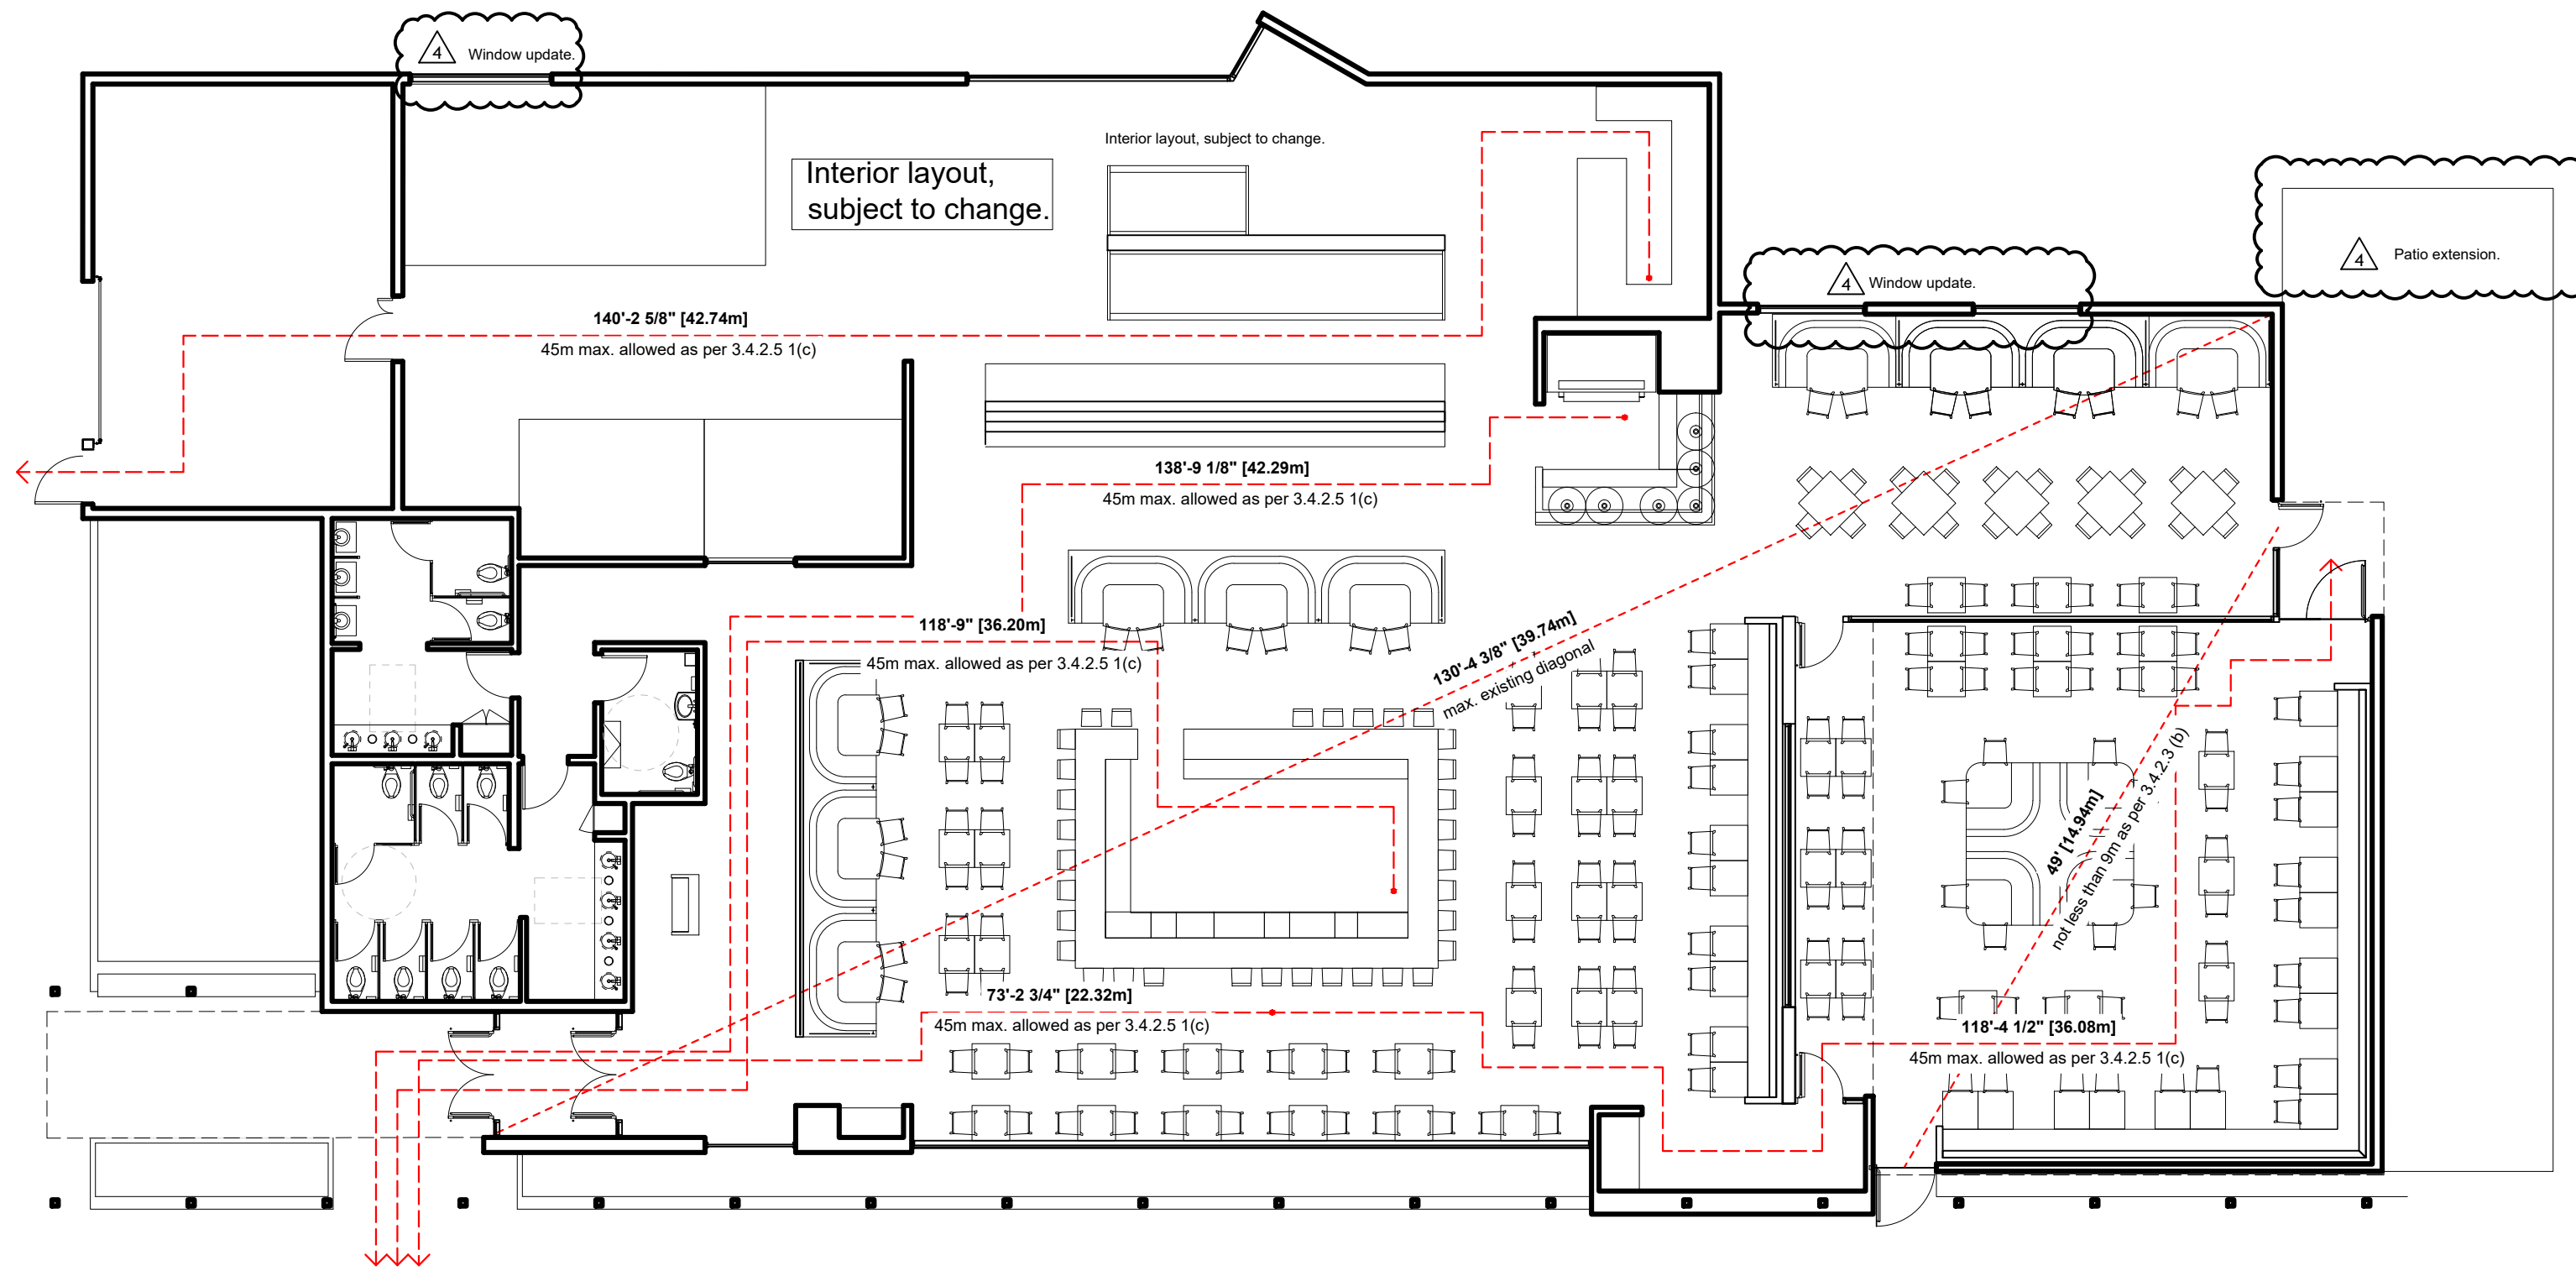 4
Window update.
Interior layout, subject to change.
Interior layout,
subject to change.
4
Patio extension.
4
Window update.
140'-2 5/8" [42.74m]
45m max. allowed as per 3.4.2.5 1(c)
138'-9 1/8" [42.29m]
45m max. allowed as per 3.4.2.5 1(c)
118'-9" [36.20m]
45m max. allowed as per 3.4.2.5 1(c)
130'-4 3/8" [39.74m]
max. existing diagonal
49' [14.94m]
not less than 9m as per 3.4.2.3 (b)
73'-2 3/4" [22.32m]
45m max. allowed as per 3.4.2.5 1(c)
118'-4 1/2" [36.08m]
45m max. allowed as per 3.4.2.5 1(c)